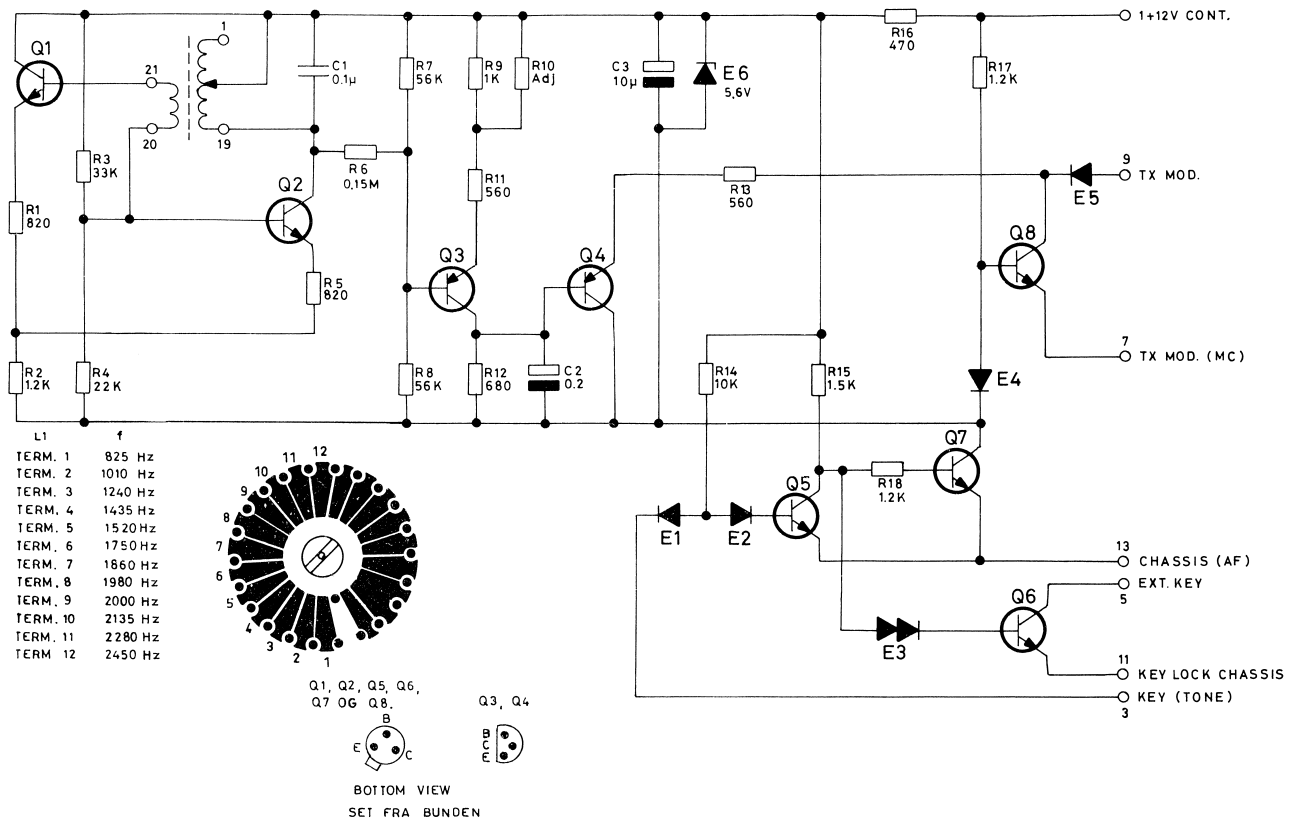 1+12V CONT.
R16
470
Q1
1
21
20
19
C1
0.1µ
R7
56K
R9
1K
R10
Adj
C3
10µ
E6
5,6V
R17
1.2K
R3
33K
R6
0,15M
R11
560
R13
560
9
TX MOD.
E5
Q2
R1
820
R5
820
Q3
Q4
Q8
7
TX MOD. (MC)
R2
1.2K
R4
22K
R8
56K
R12
680
C2
0.2
R14
10K
R15
1.5K
E4
L1 f
TERM. 1 825 Hz
TERM. 2 1010 Hz
TERM. 3 1240 Hz
TERM. 4 1435 Hz
TERM. 5 1520 Hz
TERM. 6 1750 Hz
TERM. 7 1860 Hz
TERM. 8 1980 Hz
TERM. 9 2000 Hz
TERM. 10 2135 Hz
TERM. 11 2280 Hz
TERM 12 2450 Hz
12
11
10
9
8
7
6
5
4
3
2
1
Q5
Q7
R18
1.2K
E1
E2
13
CHASSIS (AF)
EXT. KEY
5
Q6
E3
11
KEY LOCK CHASSIS
KEY (TONE)
3
Q1, Q2, Q5, Q6,
Q7 OG Q8.
B
E
C
Q3, Q4
B
C
E
BOTTOM VIEW
SET FRA BUNDEN